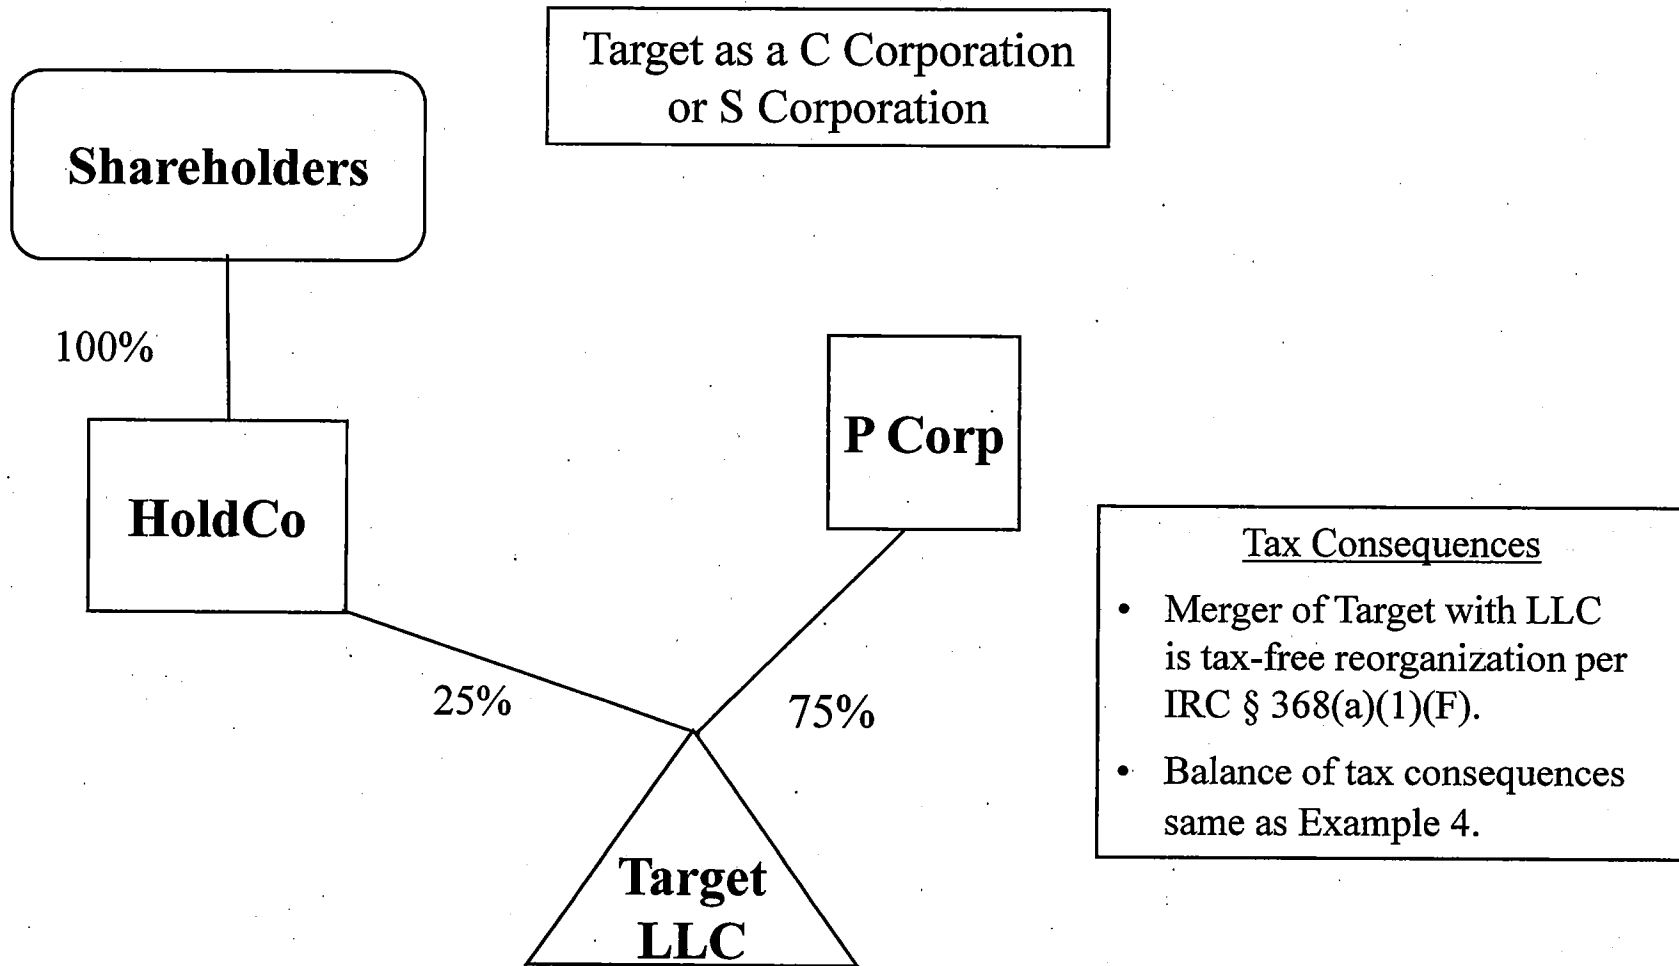 Target as a C Corporation
or S Corporation
Shareholders
100%
P Corp
HoldCo
25%
75%
Tax Consequences
• Merger of Target with LLC
is tax-free reorganization per
IRC § 368(a)(1)(F).
• Balance of tax consequences
same as Example 4.
Target
LLC